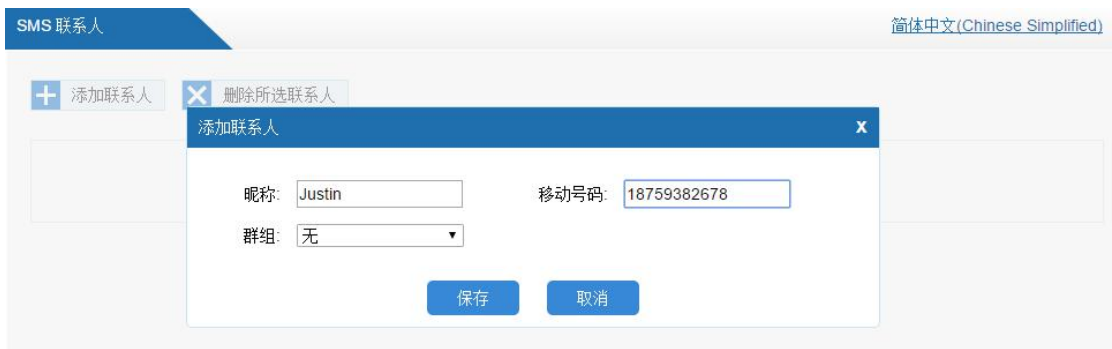 SMS 联系人 简体中文(Chinese Simplified)
添加联系人 删除所选联系人
添加联系人 x
昵称: Justin 移动号码: 18759382678
群组: 无
保存 取消